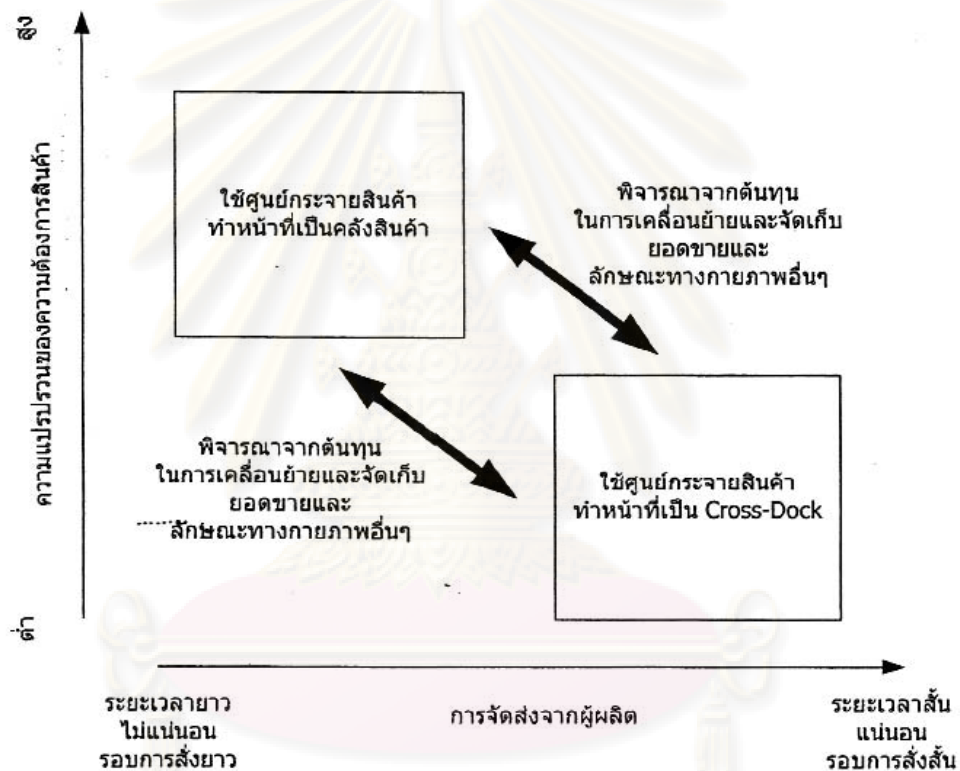 สูง
ความแปรปรวนของความต้องการสินค้า
ต่ำ
ใช้ศูนย์กระจายสินค้า
ทำหน้าที่เป็นคลังสินค้า
พิจารณาจากต้นทุน
ในการเคลื่อนย้ายและจัดเก็บ
ยอดขายและ
ลักษณะทางกายภาพอื่นๆ
พิจารณาจากต้นทุน
ในการเคลื่อนย้ายและจัดเก็บ
ยอดขายและ
ลักษณะทางกายภาพอื่นๆ
ใช้ศูนย์กระจายสินค้า
ทำหน้าที่เป็น Cross-Dock
ระยะเวลายาว
ไม่แน่นอน
รอบการสั่งยาว
การจัดส่งจากผู้ผลิต
ระยะเวลาสั้น
แน่นอน
รอบการสั่งสั้น